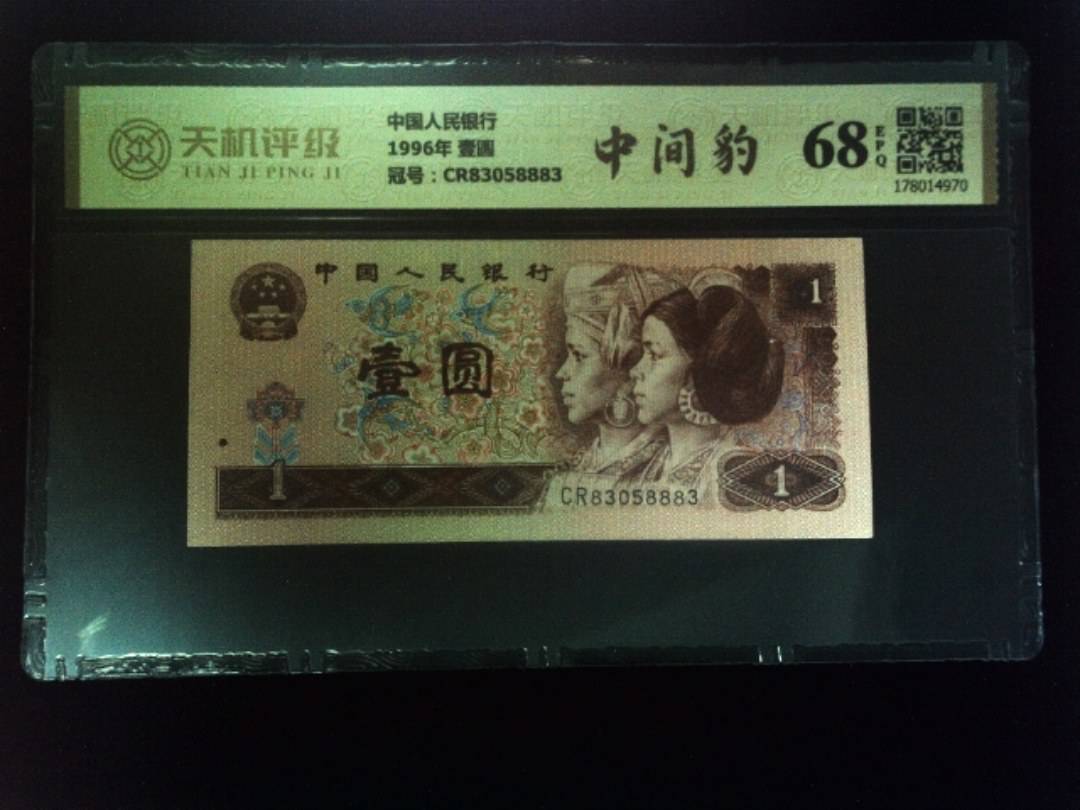 天机评级
TIAN JI PING JI
中国人民银行
1996年 壹圆
冠号：CR83058883
中间豹
68
EPQ
178014970
中国人民银行
壹圆
1
1
CR83058883
1